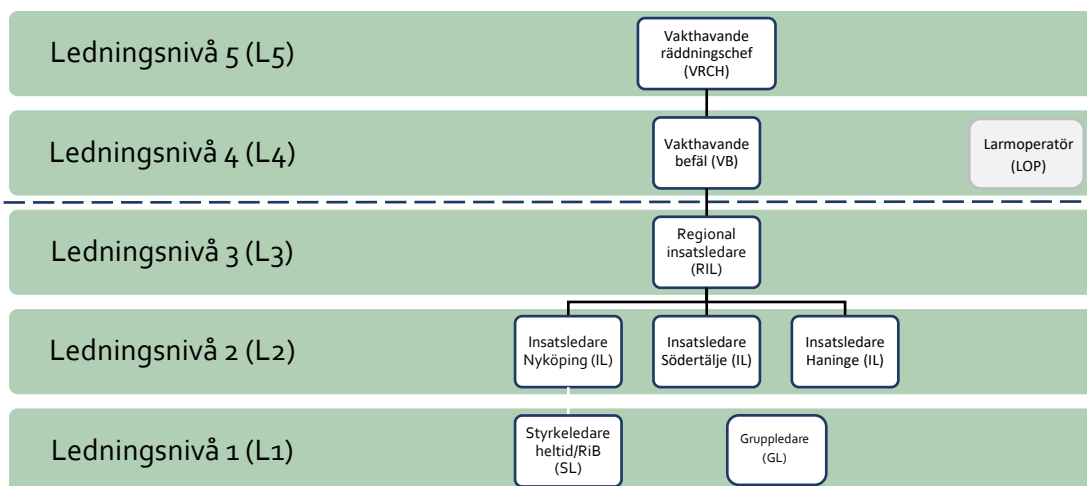 Ledningsnivå 5 (L5)
Vakthavande
räddningschef
(VRCH)
Ledningsnivå 4 (L4)
Vakthavande
befäl (VB)
Larmoperatör
(LOP)
Ledningsnivå 3 (L3)
Regional
insatsledare
(RIL)
Ledningsnivå 2 (L2)
Insatsledare
Nyköping (IL)
Insatsledare
Södertälje (IL)
Insatsledare
Haninge (IL)
Ledningsnivå 1 (L1)
Styrkeledare
heltid/RiB
(SL)
Gruppledare
(GL)